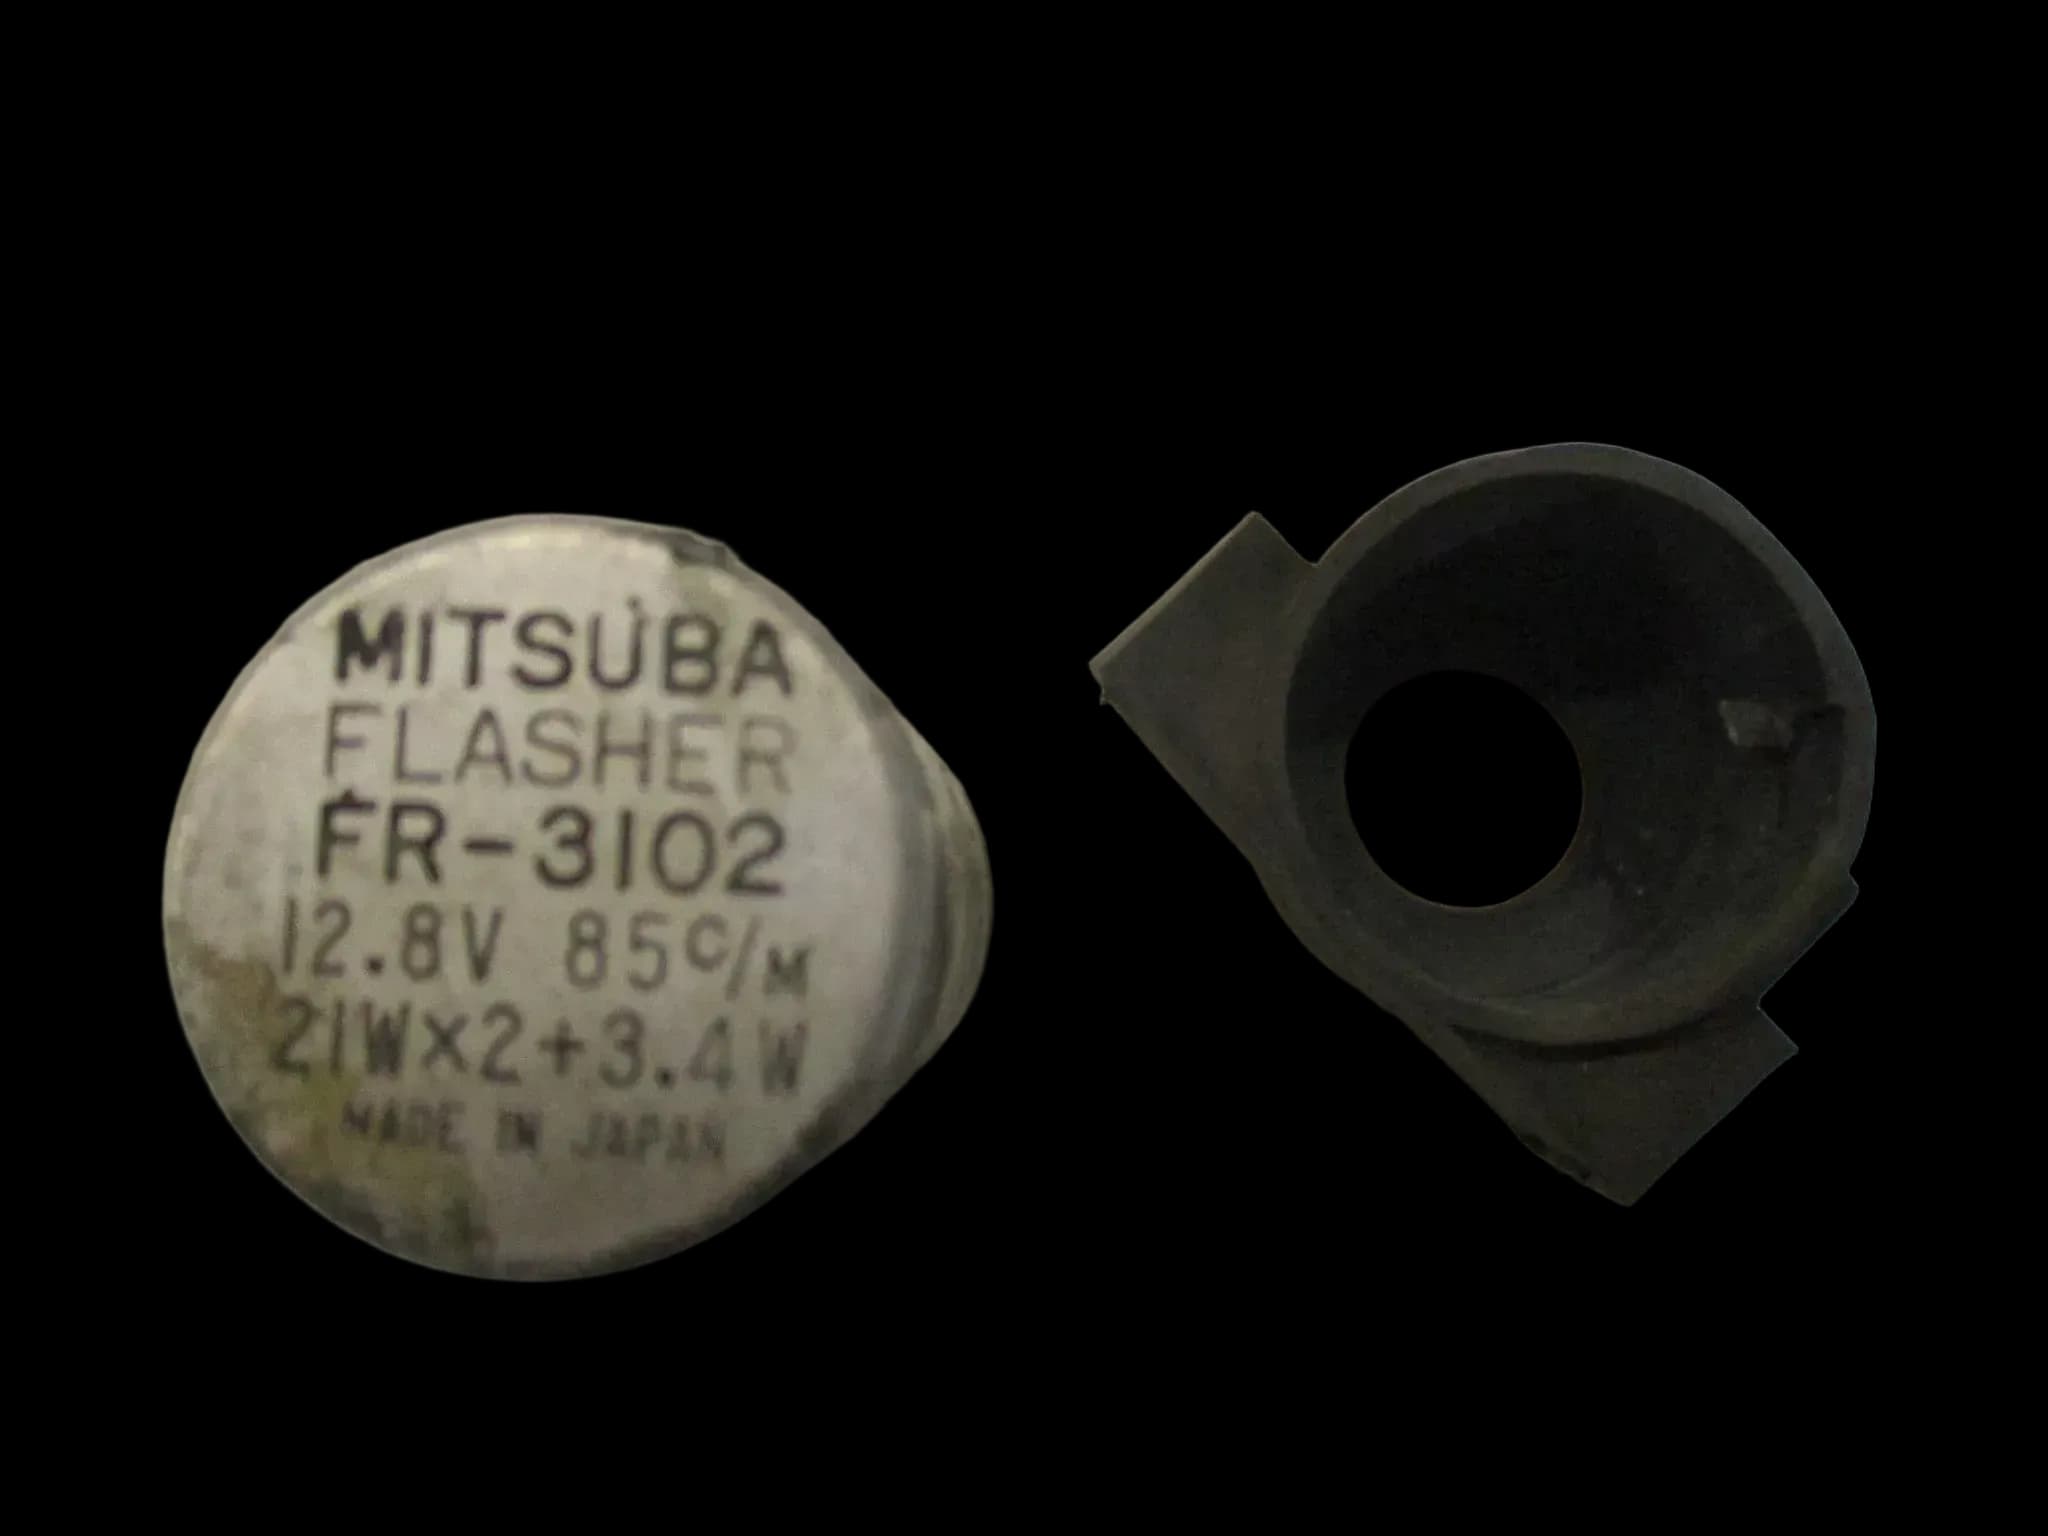 MITSUBA
FLASHER
FR-3102
12.8V 85C/M
21W×2+3.4W
MADE IN JAPAN